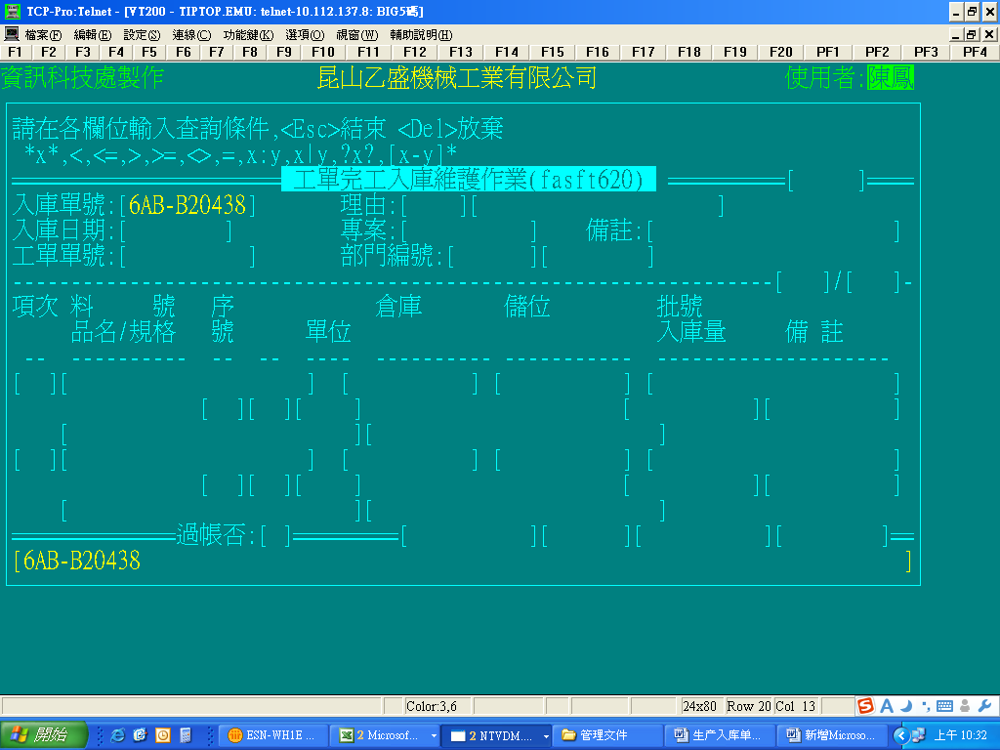 TCP-Pro:Telnet - [VT200 - TIPTOP.EMU: telnet-10.112.137.8: BIG5碼]
檔案(F) 編輯(E) 設定(S) 連線(C) 功能鍵(K) 選項(O) 視窗(W) 輔助說明(H)
F1 F2 F3 F4 F5 F6 F7 F8 F9 F10 F11 F12 F13 F14 F15 F16 F17 F18 F19 F20 PF1 PF2 PF3 PF4
資訊科技處製作 昆山乙盛機械工業有限公司 使用者:陳鳳
請在各欄位輸入查詢條件,<Esc>結束 <Del>放棄
*x*,<,<=,>,>=,<>,=,x:y,x|y,?x?,[x-y]*
工單完工入庫維護作業(fasft620) [ ]
入庫單號:[6AB-B20438] 理由:[ ][ ]
入庫日期:[ ] 專案:[ ] 備註:[ ]
工單單號:[ ] 部門編號:[ ][ ]
[ ]/[ ]-
項次 料 號 序 倉庫 儲位 批號
品名/規格 號 單位 入庫量 備 註
-- ---------- -- -- ---- ---------- ----------- --------------------
[ ][ ] [ ] [ ] [ ]
[ ][ ][ ] [ ][ ]
[ ][ ]
[ ][ ] [ ] [ ] [ ]
[ ][ ][ ] [ ][ ]
[ ][ ]
過帳否:[ ] [ ][ ][ ][ ]
[6AB-B20438 ]
Color:3,6 24x80 Row 20 Col 13
開始 ESN-WH1E ... 2 Microsof... 2 NTVDM.... 管理文件 生产入库单... 新增Microso... 上午 10:32